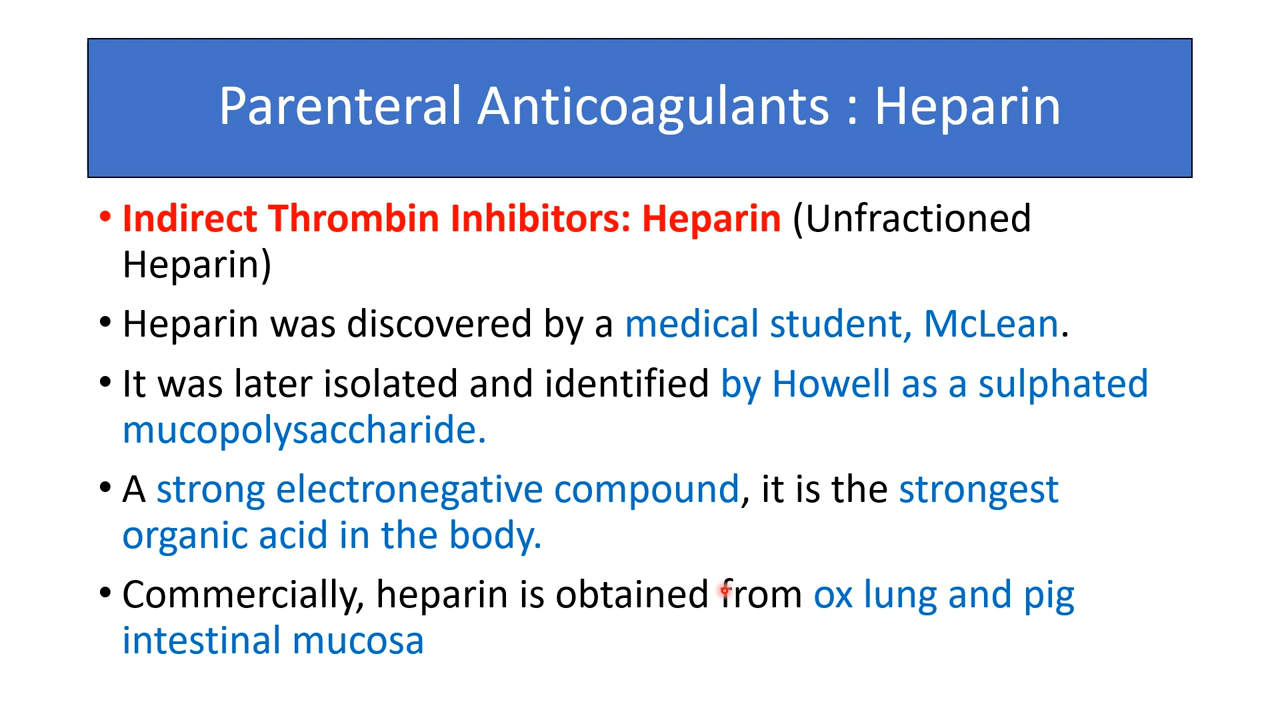 Parenteral Anticoagulants : Heparin
• Indirect Thrombin Inhibitors: Heparin (Unfractioned
Heparin)
• Heparin was discovered by a medical student, McLean.
• It was later isolated and identified by Howell as a sulphated
mucopolysaccharide.
• A strong electronegative compound, it is the strongest
organic acid in the body.
• Commercially, heparin is obtained from ox lung and pig
intestinal mucosa